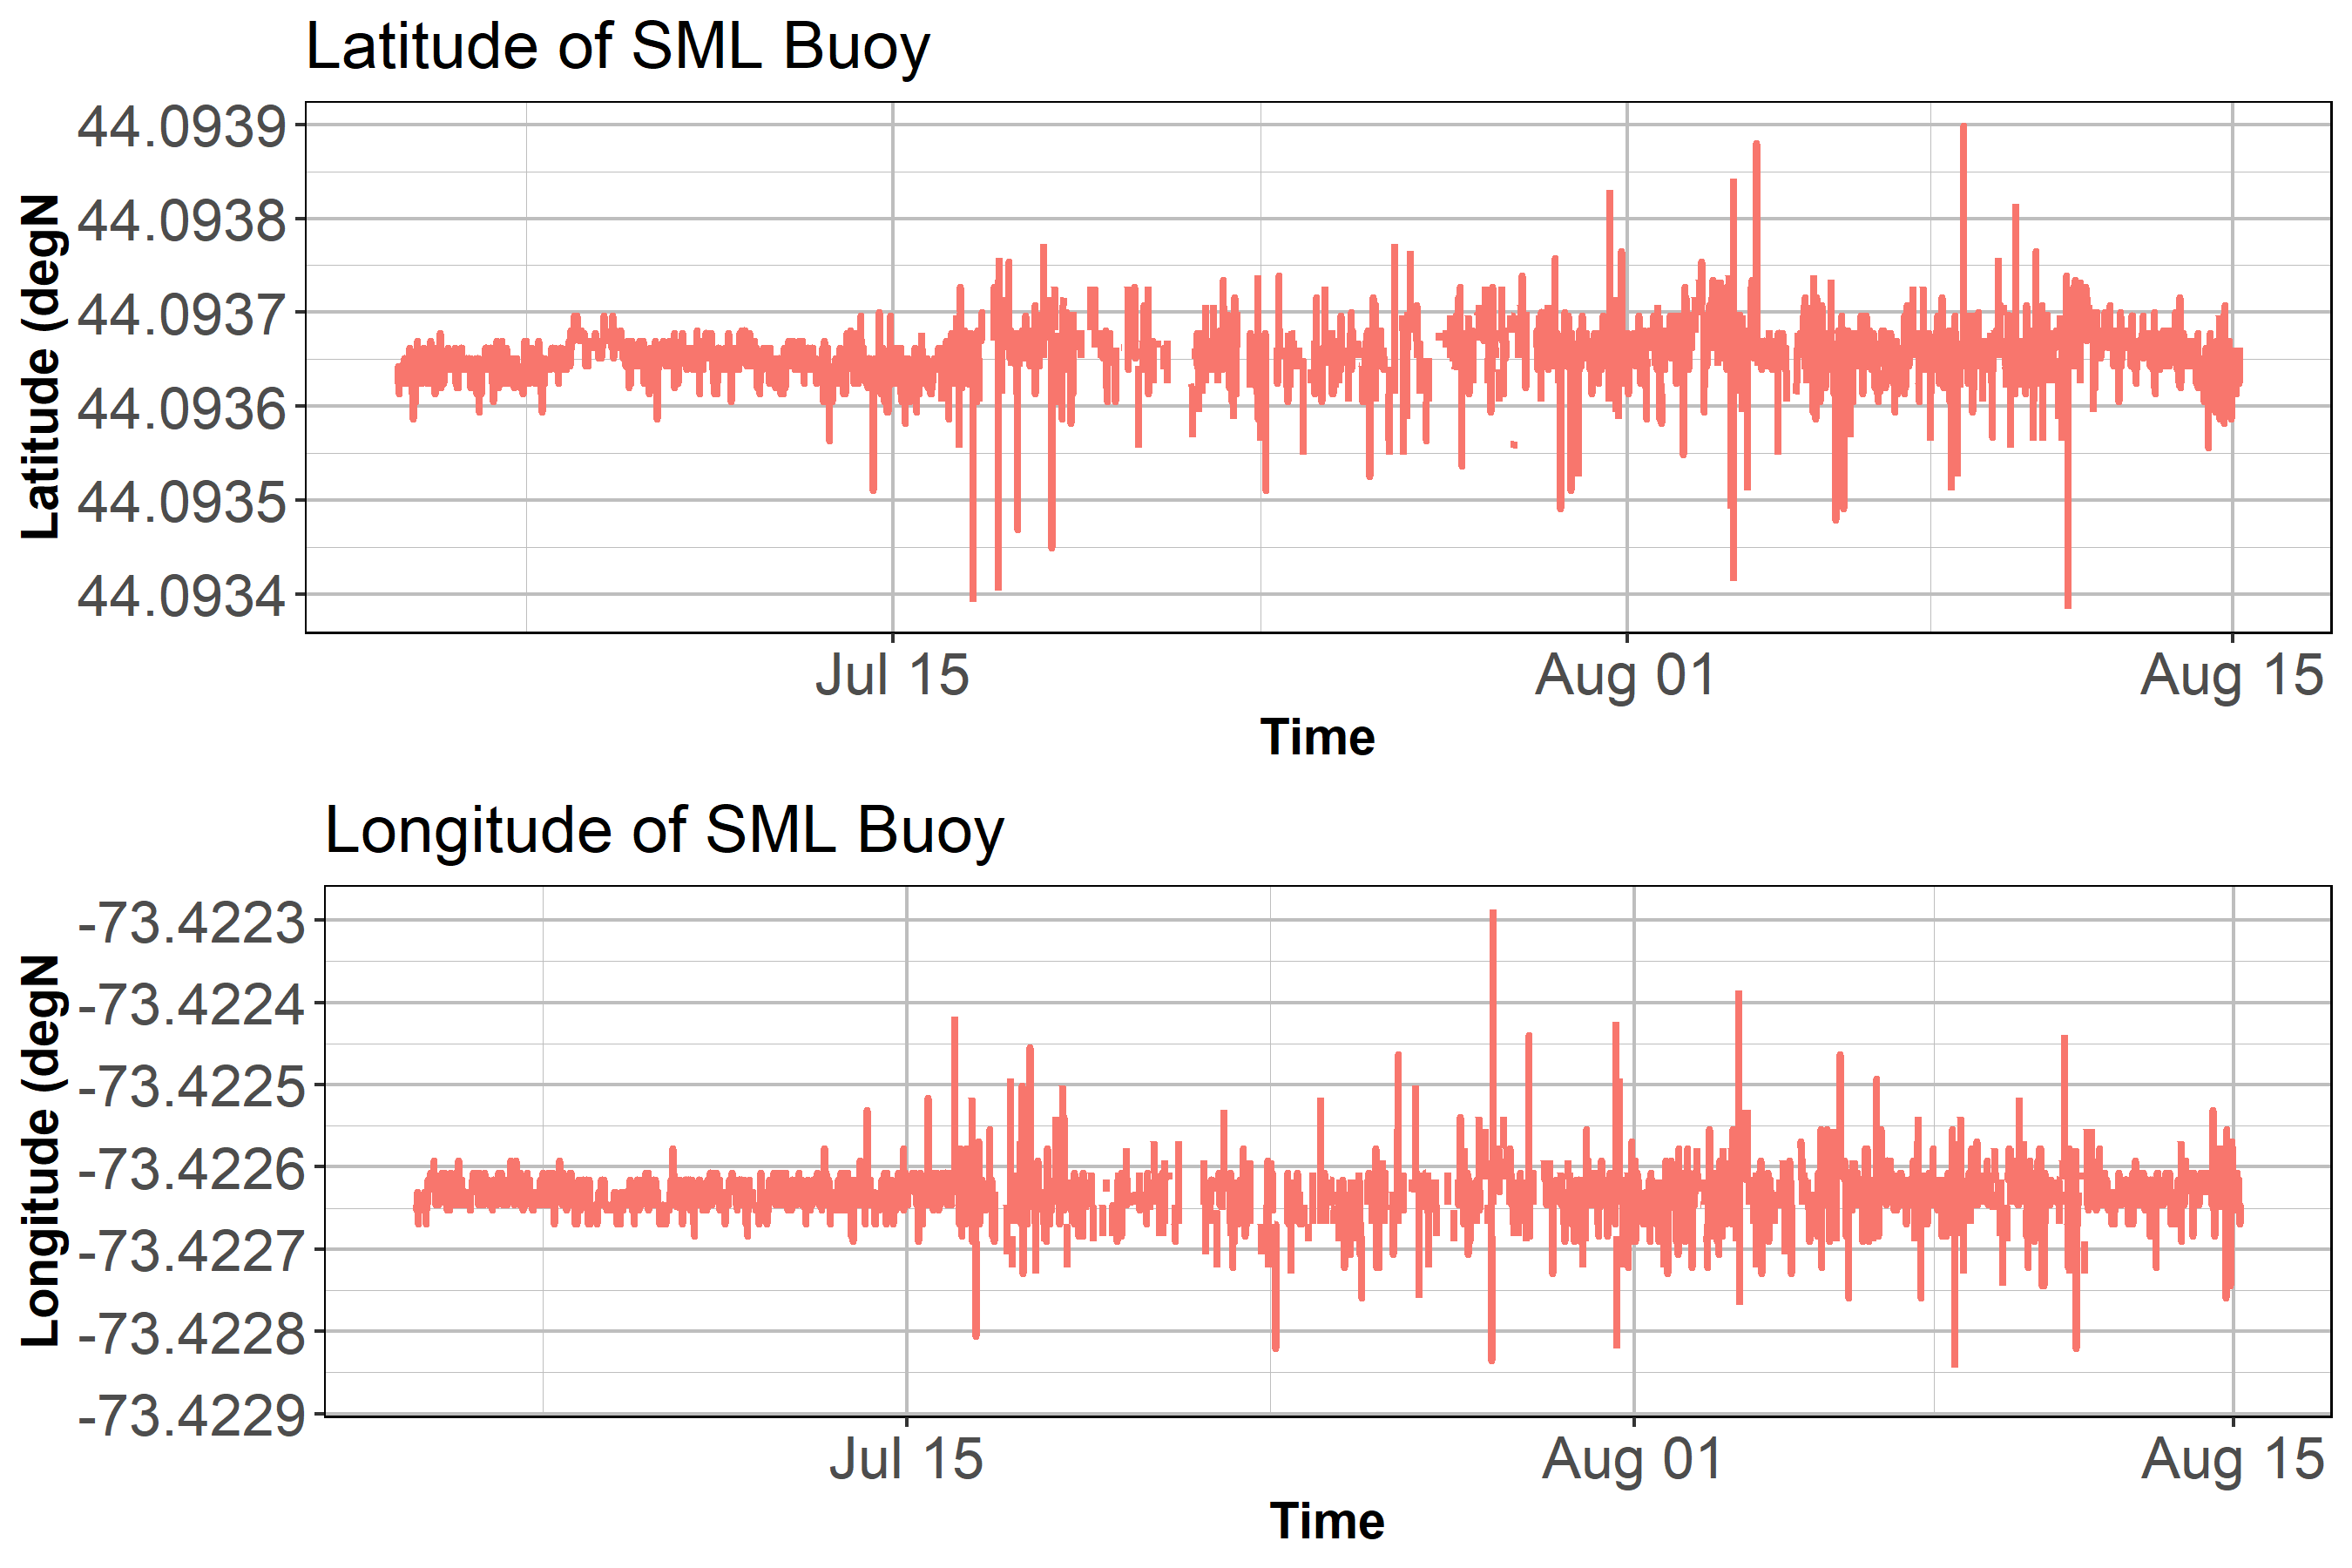 Latitude of SML Buoy
Latitude (degN
44.0939
44.0938
44.0937
44.0936
44.0935
44.0934
Jul 15 Aug 01 Aug 15
Time
Longitude of SML Buoy
Longitude (degN
-73.4223
-73.4224
-73.4225
-73.4226
-73.4227
-73.4228
-73.4229
Jul 15 Aug 01 Aug 15
Time